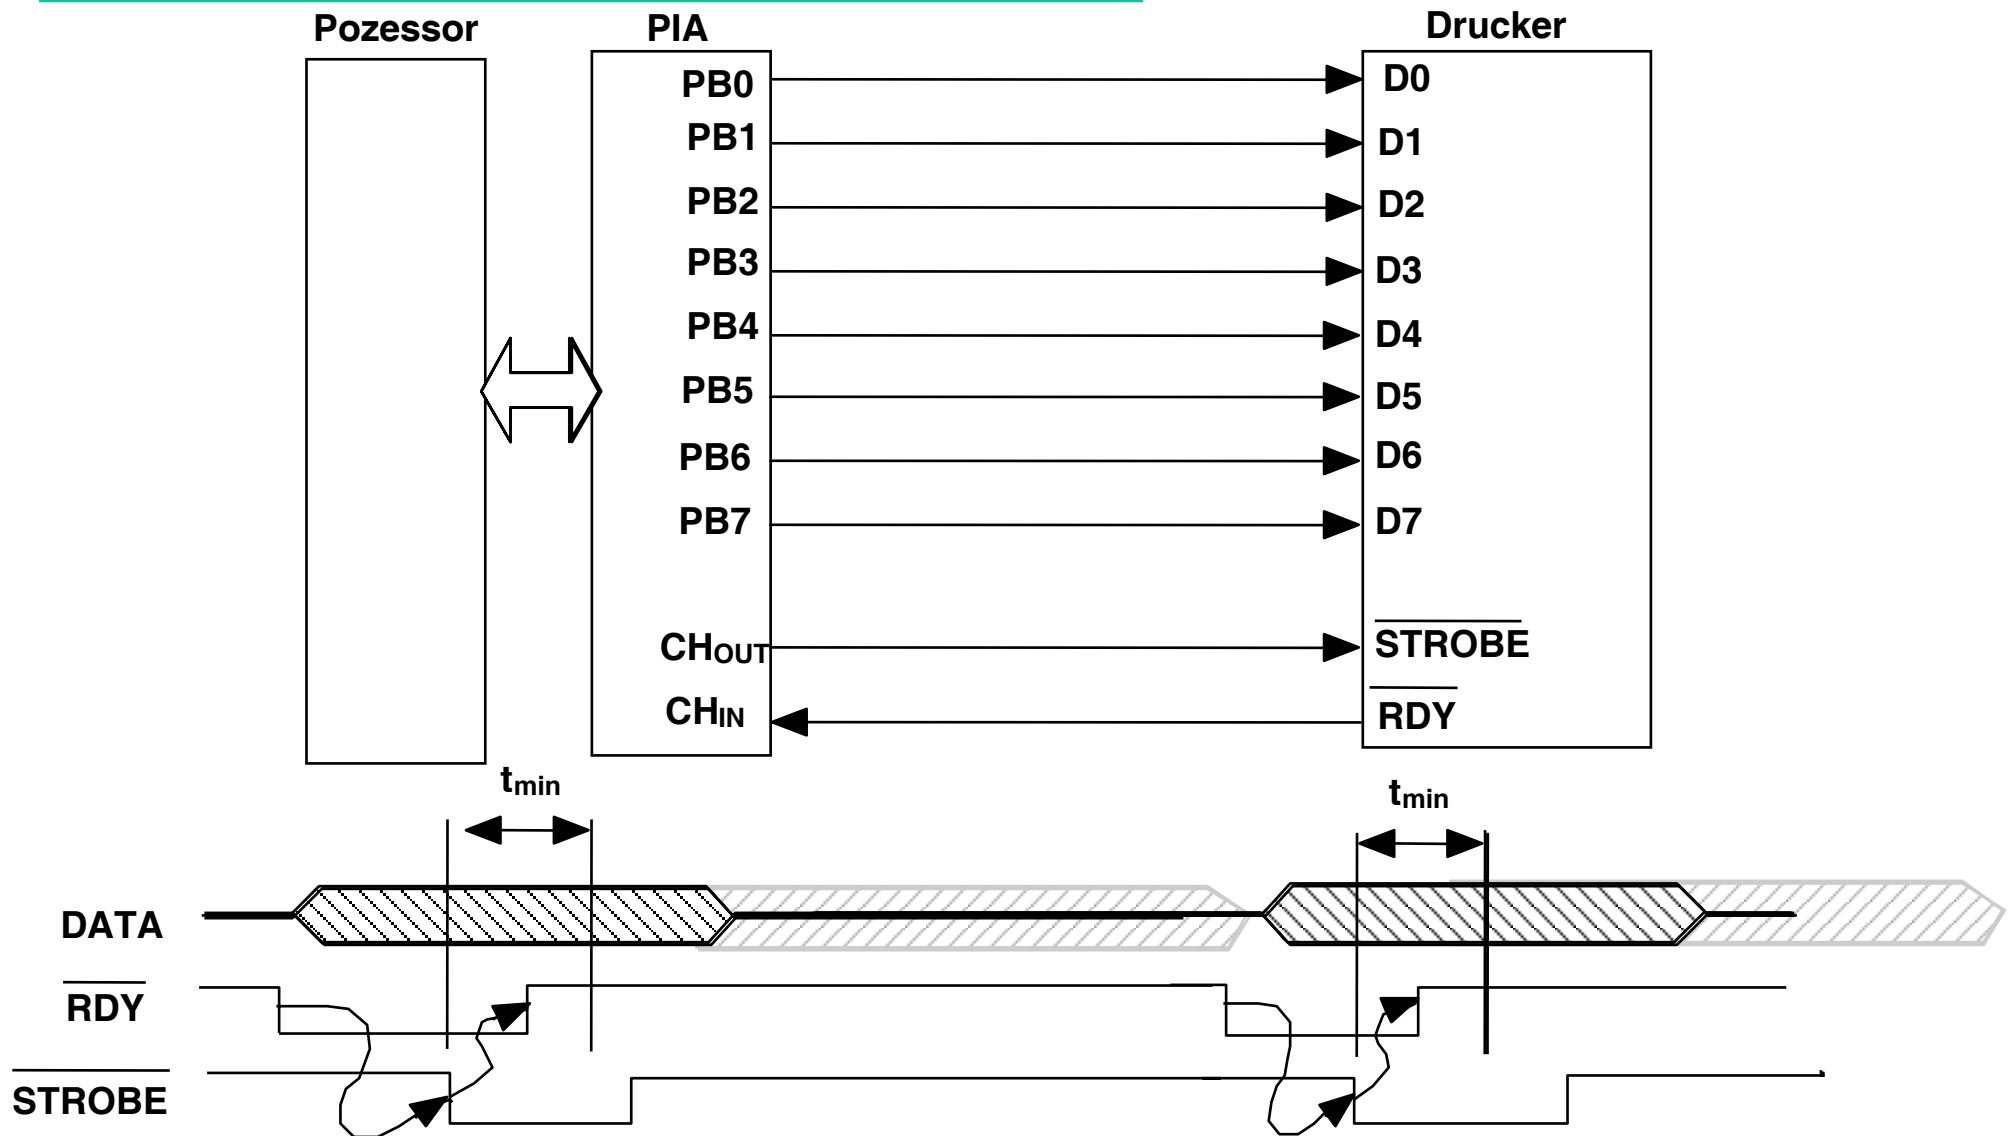 Pozessor
PIA
Drucker
PB0
D0
PB1
D1
PB2
D2
PB3
D3
PB4
D4
PB5
D5
PB6
D6
PB7
D7
CHOUT
STROBE
CHIN
RDY
tmin
tmin
DATA
RDY
STROBE